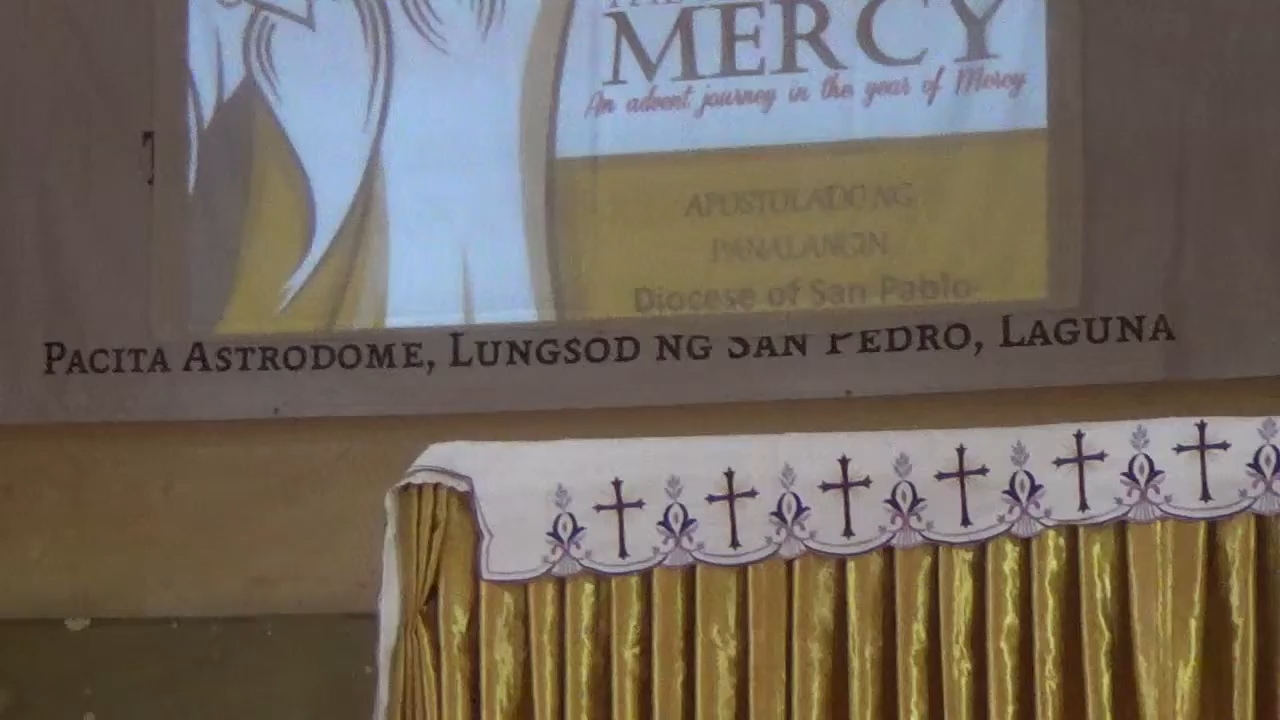 MERCY
An advent journey in the year of Mercy
APOSTOLADO NG
PANALANGIN
Diocese of San Pablo
PACITA ASTRODOME, LUNGSOD NG SAN PEDRO, LAGUNA